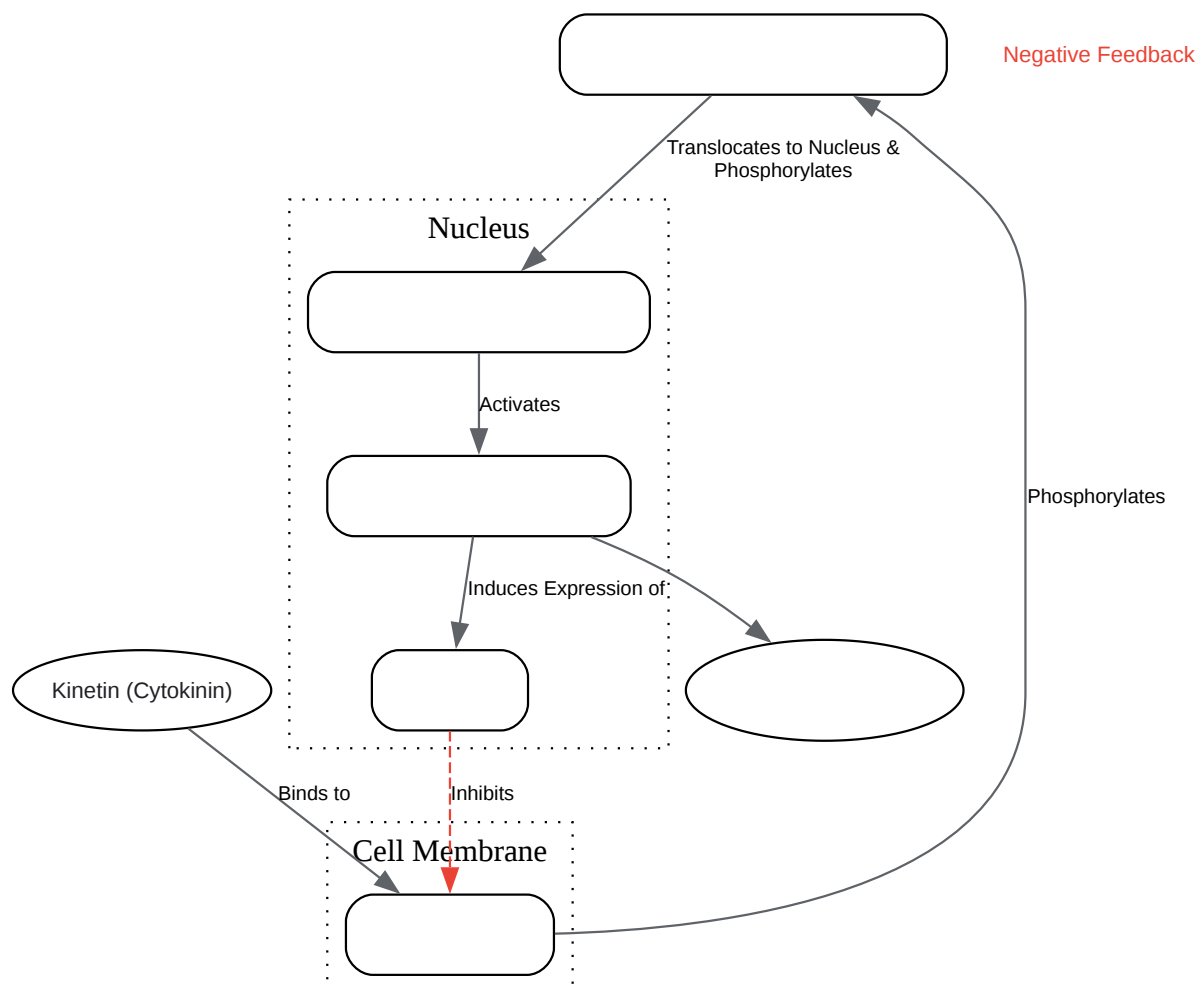 Negative Feedback
Translocates to Nucleus &
Phosphorylates
Nucleus
Activates
Phosphorylates
Induces Expression of
Kinetin (Cytokinin)
Binds to
Inhibits
Cell Membrane